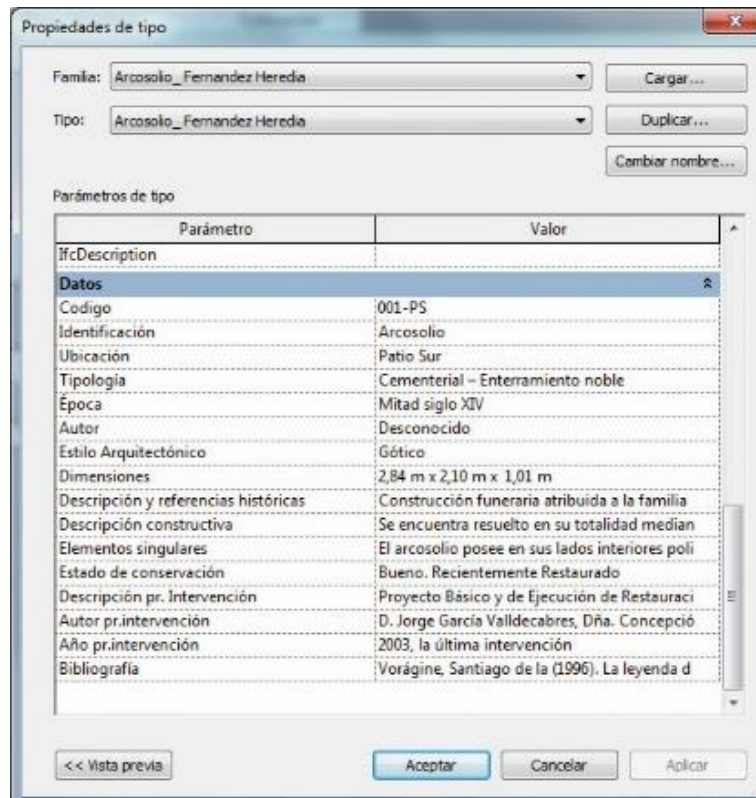 Propiedades de tipo
Familia: Arcosolio_Fernandez Heredia Cargar...
Tipo: Arcosolio_Fernandez Heredia Duplicar...
Cambiar nombre...
Parámetros de tipo
Parámetro Valor
IfcDescription
Datos
Codigo 001-PS
Identificación Arcosolio
Ubicación Patio Sur
Tipología Cementerial – Enterramiento noble
Época Mitad siglo XIV
Autor Desconocido
Estilo Arquitectónico Gótico
Dimensiones 2,84 m x 2,10 m x 1,01 m
Descripción y referencias históricas Construcción funeraria atribuida a la familia
Descripción constructiva Se encuentra resuelto en su totalidad median
Elementos singulares El arcosolio posee en sus lados interiores poli
Estado de conservación Bueno. Recientemente Restaurado
Descripción pr. Intervención Proyecto Básico y de Ejecución de Restauraci
Autor pr.intervención D. Jorge García Valldecabres, Dña. Concepció
Año pr.intervención 2003, la última intervención
Bibliografía Vorágine, Santiago de la (1996). La leyenda d
<< Vista previa Aceptar Cancelar Aplicar